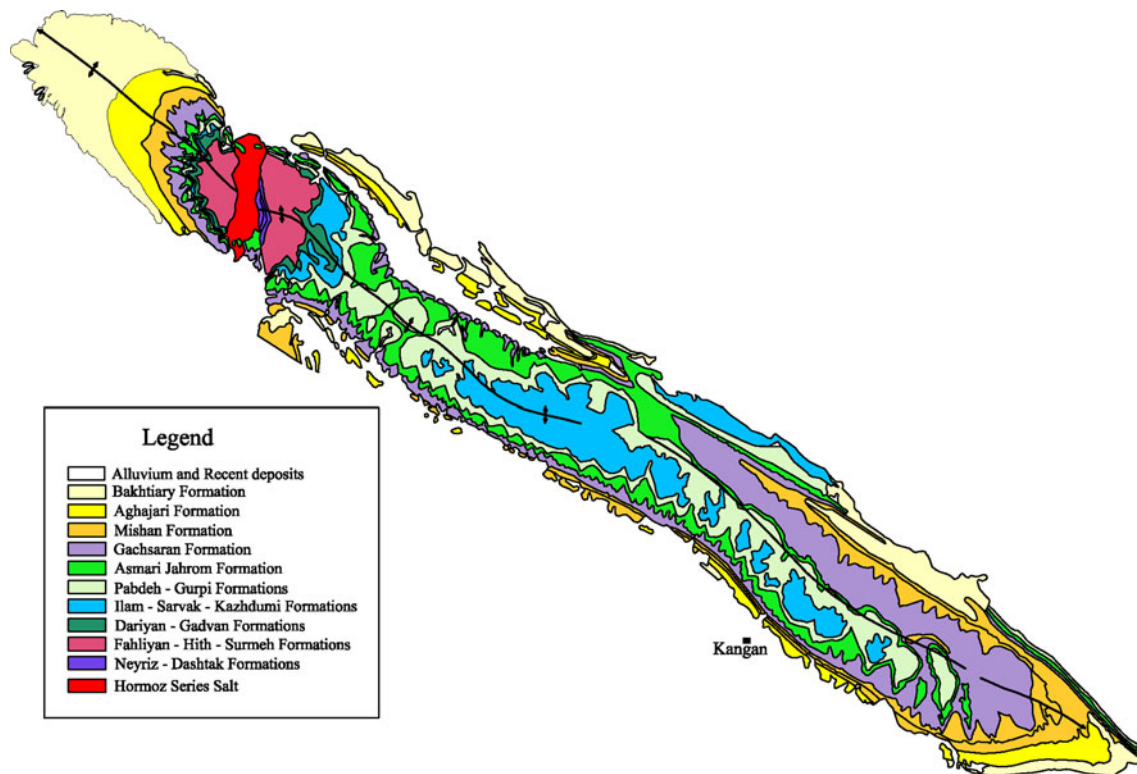 Legend
Alluvium and Recent deposits
Bakhtiary Formation
Aghajari Formation
Mishan Formation
Gachsaran Formation
Asmari Jahrom Formation
Pabdeh - Gurpi Formations
Ilam - Sarvak - Kazhdumi Formations
Dariyan - Gadvan Formations
Fahliyan - Hith - Surmeh Formations
Neyriz - Dashtak Formations
Hormoz Series Salt
Kangan